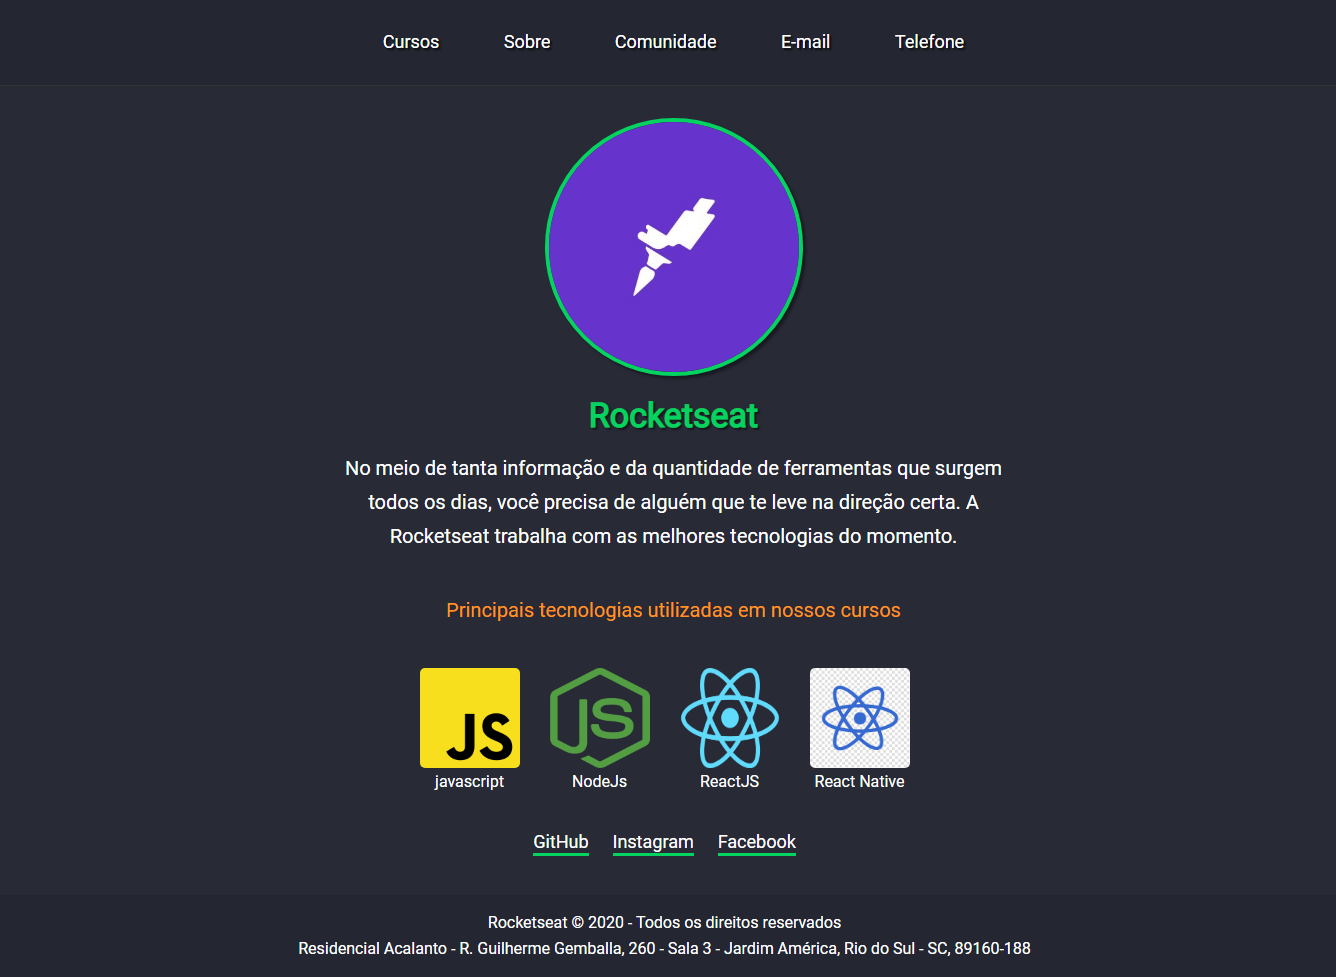 Cursos Sobre Comunidade E-mail Telefone
Rocketseat
No meio de tanta informação e da quantidade de ferramentas que surgem
todos os dias, você precisa de alguém que te leve na direção certa. A
Rocketseat trabalha com as melhores tecnologias do momento.
Principais tecnologias utilizadas em nossos cursos
JS JS
javascript NodeJs ReactJS React Native
GitHub Instagram Facebook
Rocketseat © 2020 - Todos os direitos reservados
Residencial Acalanto - R. Guilherme Gemballa, 260 - Sala 3 - Jardim América, Rio do Sul - SC, 89160-188